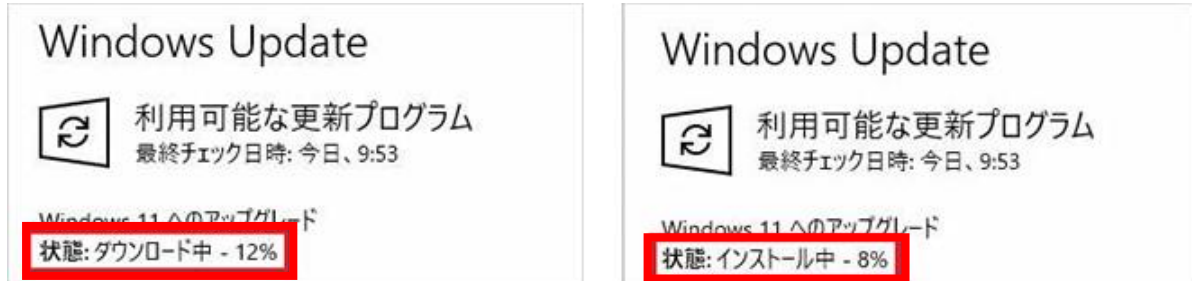 Windows Update
利用可能な更新プログラム
最終チェック日時: 今日、9:53
Windows 11 へのアップグレード
状態: ダウンロード中 - 12%
Windows Update
利用可能な更新プログラム
最終チェック日時: 今日、9:53
Windows 11 へのアップグレード
状態: インストール中 - 8%